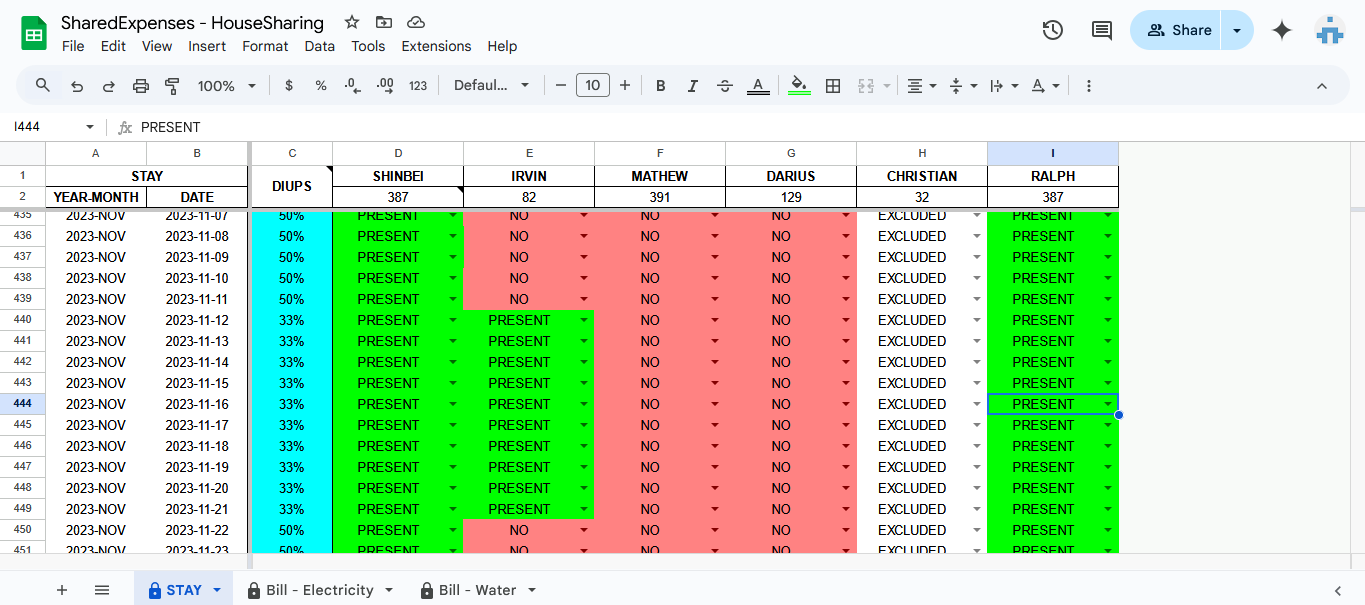 SharedExpenses - HouseSharing
File Edit View Insert Format Data Tools Extensions Help
Share
100% $ % .0 .00 123 Defaul... 10 B I S A A
I444 fx PRESENT
A B C D E F G H I
1 STAY DIUPS SHINBEI IRVIN MATHEW DARIUS CHRISTIAN RALPH
2 YEAR-MONTH DATE 387 82 391 129 32 387
435 2023-NOV 2023-11-07 50% PRESENT NO NO NO EXCLUDED PRESENT
436 2023-NOV 2023-11-08 50% PRESENT NO NO NO EXCLUDED PRESENT
437 2023-NOV 2023-11-09 50% PRESENT NO NO NO EXCLUDED PRESENT
438 2023-NOV 2023-11-10 50% PRESENT NO NO NO EXCLUDED PRESENT
439 2023-NOV 2023-11-11 50% PRESENT NO NO NO EXCLUDED PRESENT
440 2023-NOV 2023-11-12 33% PRESENT PRESENT NO NO EXCLUDED PRESENT
441 2023-NOV 2023-11-13 33% PRESENT PRESENT NO NO EXCLUDED PRESENT
442 2023-NOV 2023-11-14 33% PRESENT PRESENT NO NO EXCLUDED PRESENT
443 2023-NOV 2023-11-15 33% PRESENT PRESENT NO NO EXCLUDED PRESENT
444 2023-NOV 2023-11-16 33% PRESENT PRESENT NO NO EXCLUDED PRESENT
445 2023-NOV 2023-11-17 33% PRESENT PRESENT NO NO EXCLUDED PRESENT
446 2023-NOV 2023-11-18 33% PRESENT PRESENT NO NO EXCLUDED PRESENT
447 2023-NOV 2023-11-19 33% PRESENT PRESENT NO NO EXCLUDED PRESENT
448 2023-NOV 2023-11-20 33% PRESENT PRESENT NO NO EXCLUDED PRESENT
449 2023-NOV 2023-11-21 33% PRESENT PRESENT NO NO EXCLUDED PRESENT
450 2023-NOV 2023-11-22 50% PRESENT NO NO NO EXCLUDED PRESENT
451 2023-NOV 2023-11-23 50% PRESENT NO NO NO EXCLUDED PRESENT
STAY Bill - Electricity Bill - Water